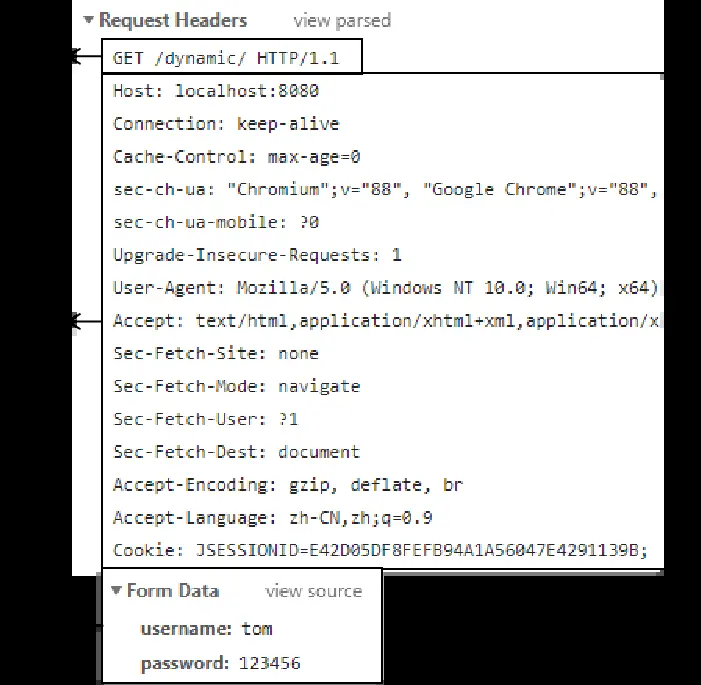 ▼ Request Headers view parsed
GET /dynamic/ HTTP/1.1
Host: localhost:8080
Connection: keep-alive
Cache-Control: max-age=0
sec-ch-ua: "Chromium";v="88", "Google Chrome";v="88",
sec-ch-ua-mobile: ?0
Upgrade-Insecure-Requests: 1
User-Agent: Mozilla/5.0 (Windows NT 10.0; Win64; x64)
Accept: text/html,application/xhtml+xml,application/x
Sec-Fetch-Site: none
Sec-Fetch-Mode: navigate
Sec-Fetch-User: ?1
Sec-Fetch-Dest: document
Accept-Encoding: gzip, deflate, br
Accept-Language: zh-CN,zh;q=0.9
Cookie: JSESSIONID=E42D05DF8FEFB94A1A56047E4291139B;
▼ Form Data view source
username: tom
password: 123456